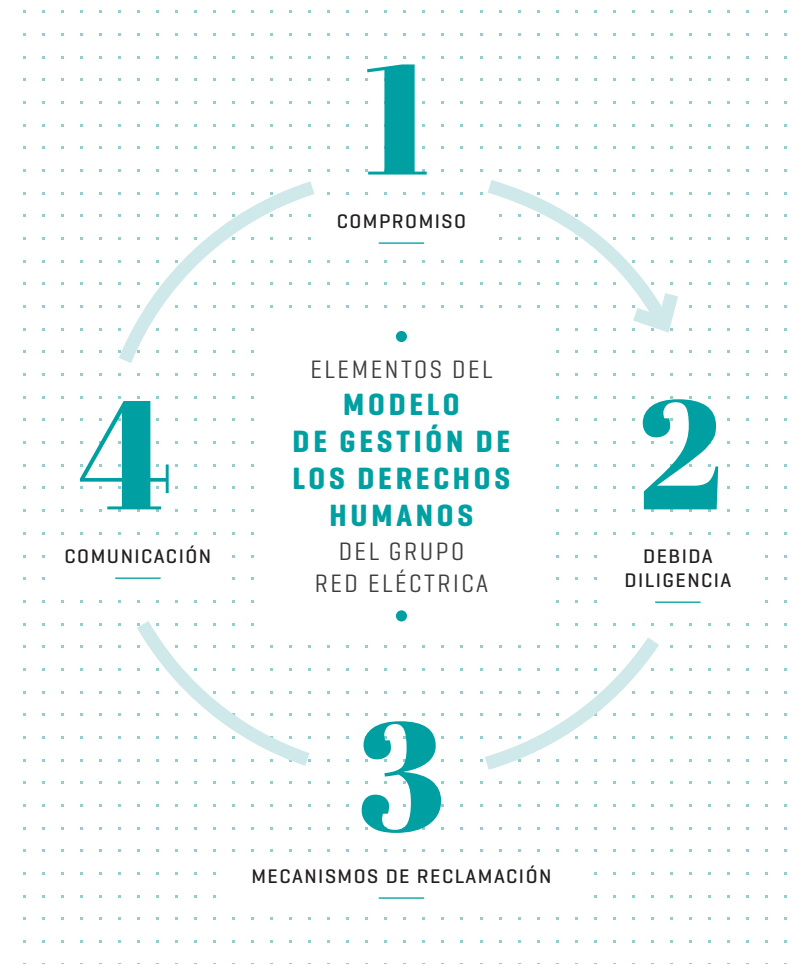 1
COMPROMISO
ELEMENTOS DEL
MODELO
DE GESTIÓN DE
LOS DERECHOS
HUMANOS
DEL GRUPO
RED ELÉCTRICA
2
DEBIDA
DILIGENCIA
3
MECANISMOS DE RECLAMACIÓN
4
COMUNICACIÓN